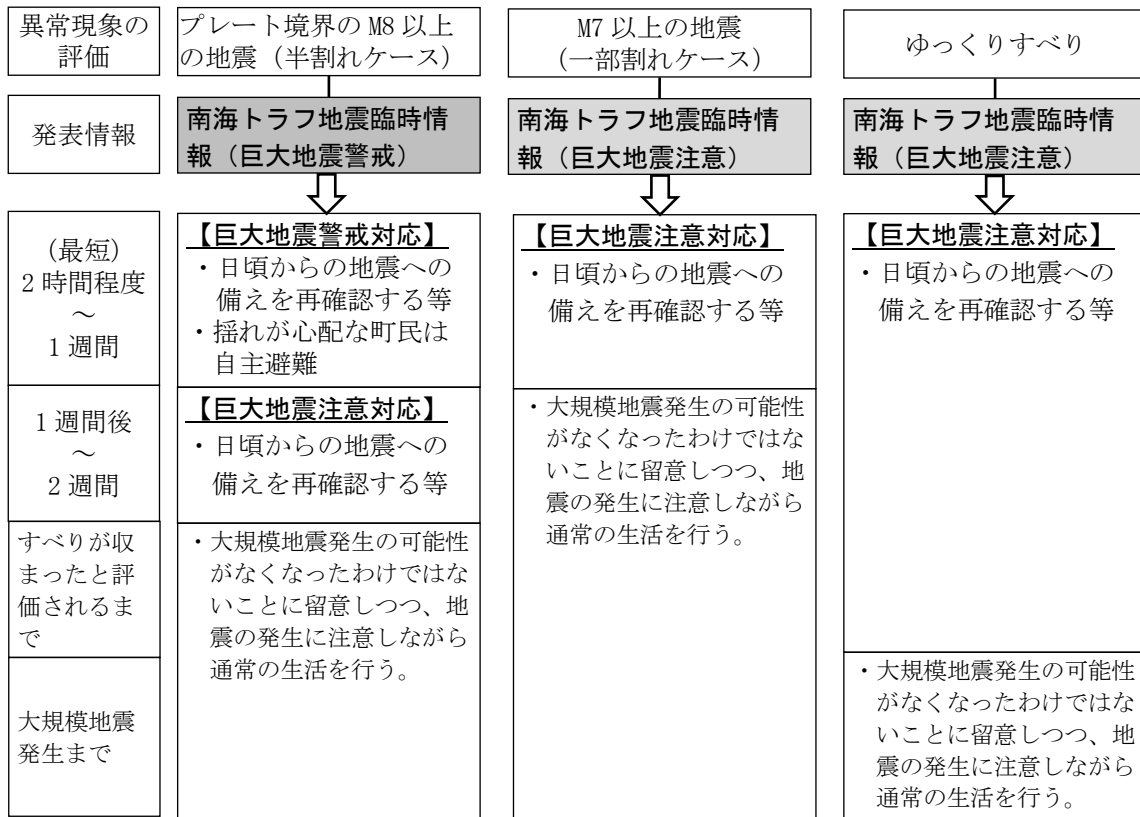 異常現象の
評価
プレート境界の M8 以上
の地震（半割れケース）
M7 以上の地震
（一部割れケース）
ゆっくりすべり
発表情報
南海トラフ地震臨時情
報（巨大地震警戒）
南海トラフ地震臨時情
報（巨大地震注意）
南海トラフ地震臨時情
報（巨大地震注意）
（最短）
2 時間程度
～
1 週間
【巨大地震警戒対応】
・日頃からの地震への
備えを再確認する等
・揺れが心配な町民は
自主避難
【巨大地震注意対応】
・日頃からの地震への
備えを再確認する等
【巨大地震注意対応】
・日頃からの地震への
備えを再確認する等
1 週間後
～
2 週間
【巨大地震注意対応】
・日頃からの地震への
備えを再確認する等
・大規模地震発生の可能性
がなくなったわけではな
いことに留意しつつ、地
震の発生に注意しながら
通常の生活を行う。
すべりが収
まったと評
価されるま
で
・大規模地震発生の可能性
がなくなったわけではな
いことに留意しつつ、地
震の発生に注意しながら
通常の生活を行う。
大規模地震
発生まで
・大規模地震発生の可能性
がなくなったわけではな
いことに留意しつつ、地
震の発生に注意しながら
通常の生活を行う。